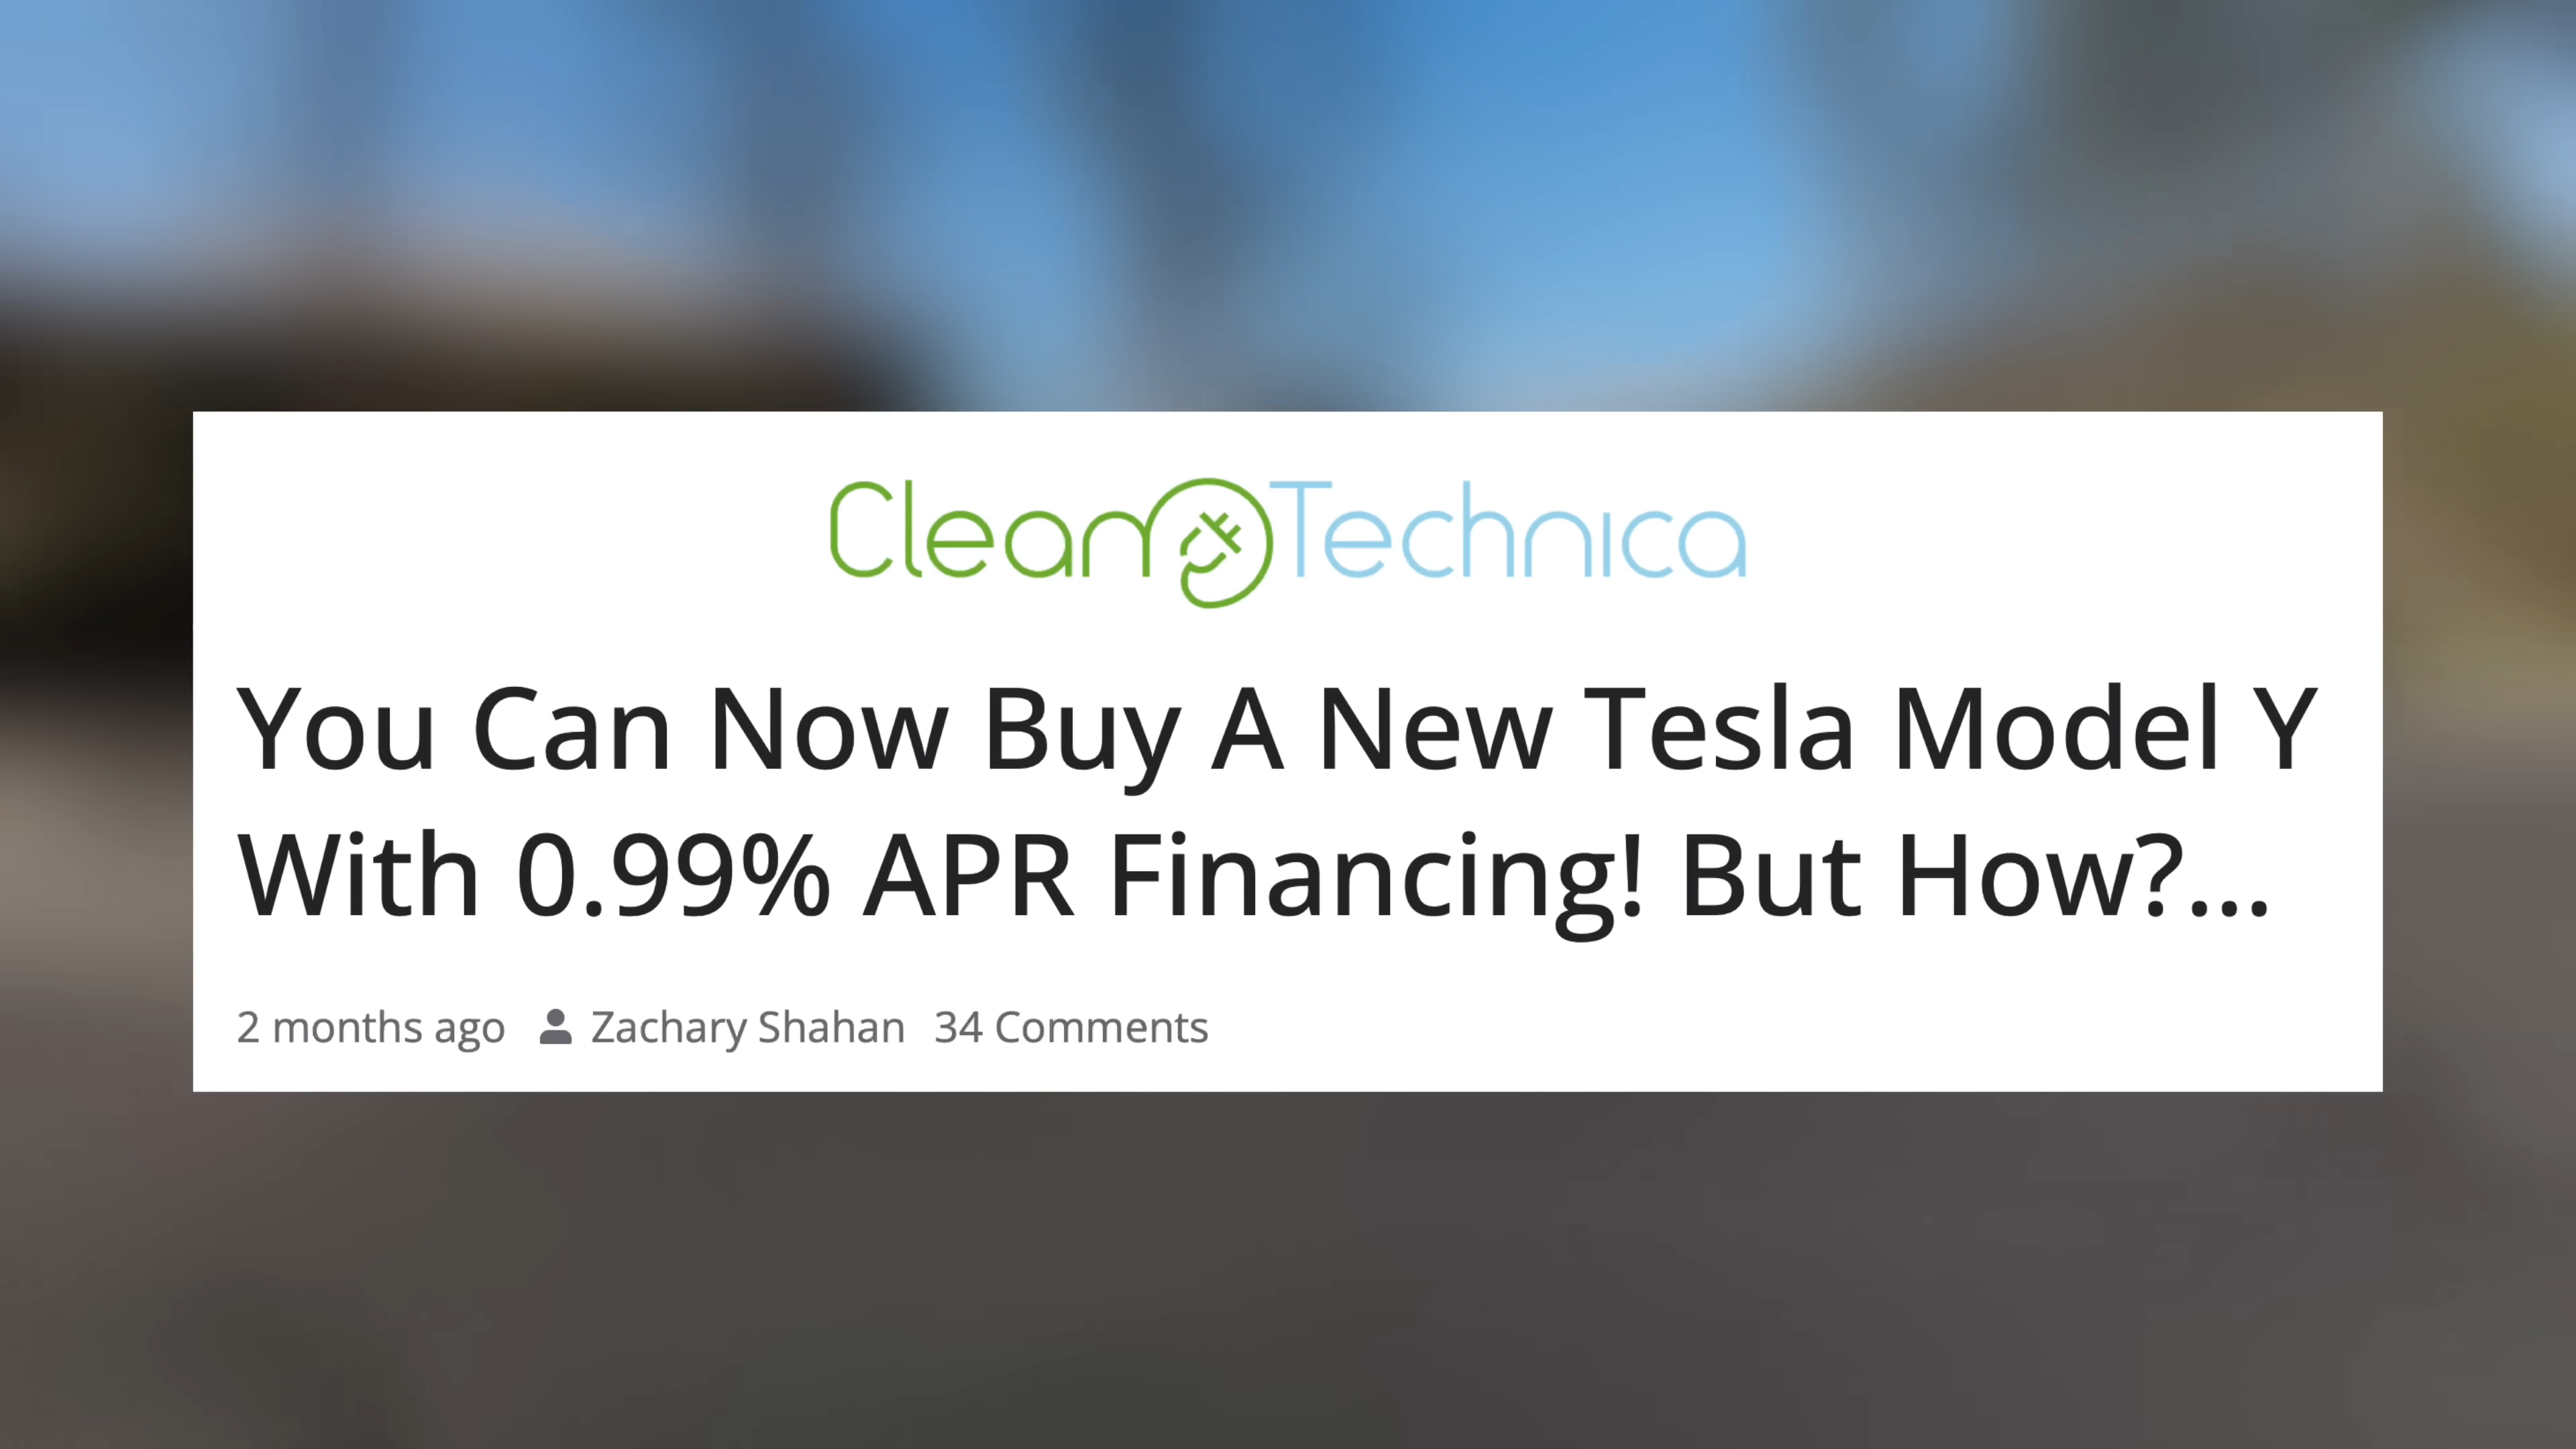 CleanTechnica
You Can Now Buy A New Tesla Model Y
With 0.99% APR Financing! But How?...
2 months ago Zachary Shahan 34 Comments